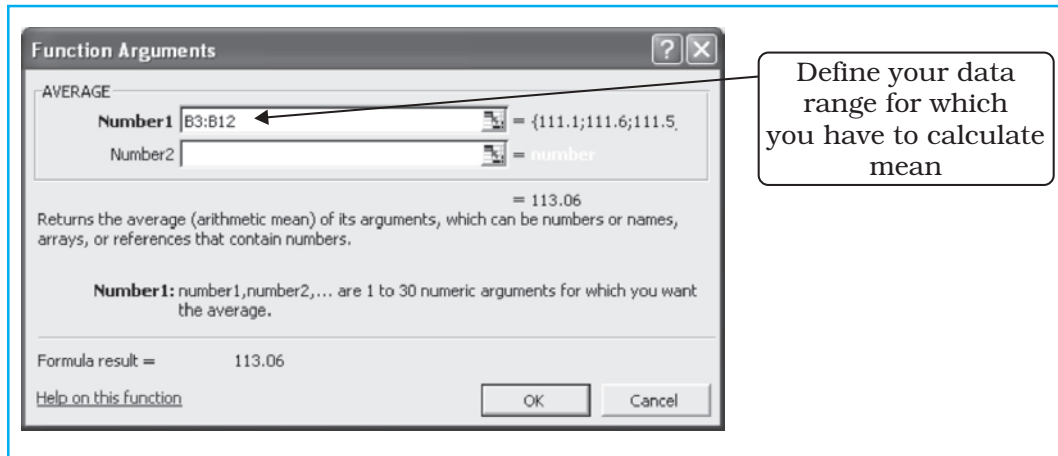 Function Arguments
AVERAGE
Number1 B3:B12 = {111.1;111.6;111.5
Number2 = number
= 113.06
Returns the average (arithmetic mean) of its arguments, which can be numbers or names,
arrays, or references that contain numbers.
Number1: number1,number2,... are 1 to 30 numeric arguments for which you want
the average.
Formula result = 113.06
Help on this function
OK
Cancel
Define your data
range for which
you have to calculate
mean